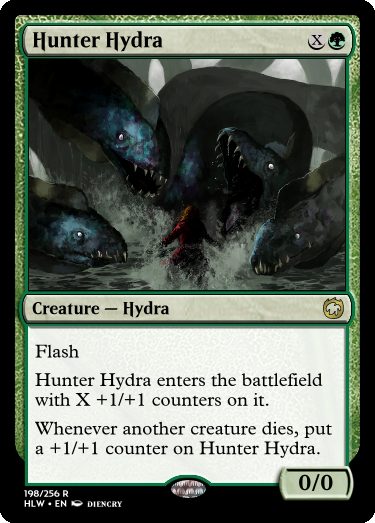 Hunter Hydra X
Creature — Hydra
Flash
Hunter Hydra enters the battlefield
with X +1/+1 counters on it.
Whenever another creature dies, put
a +1/+1 counter on Hunter Hydra.
0/0
198/256 R
HLW • EN DIENCRY